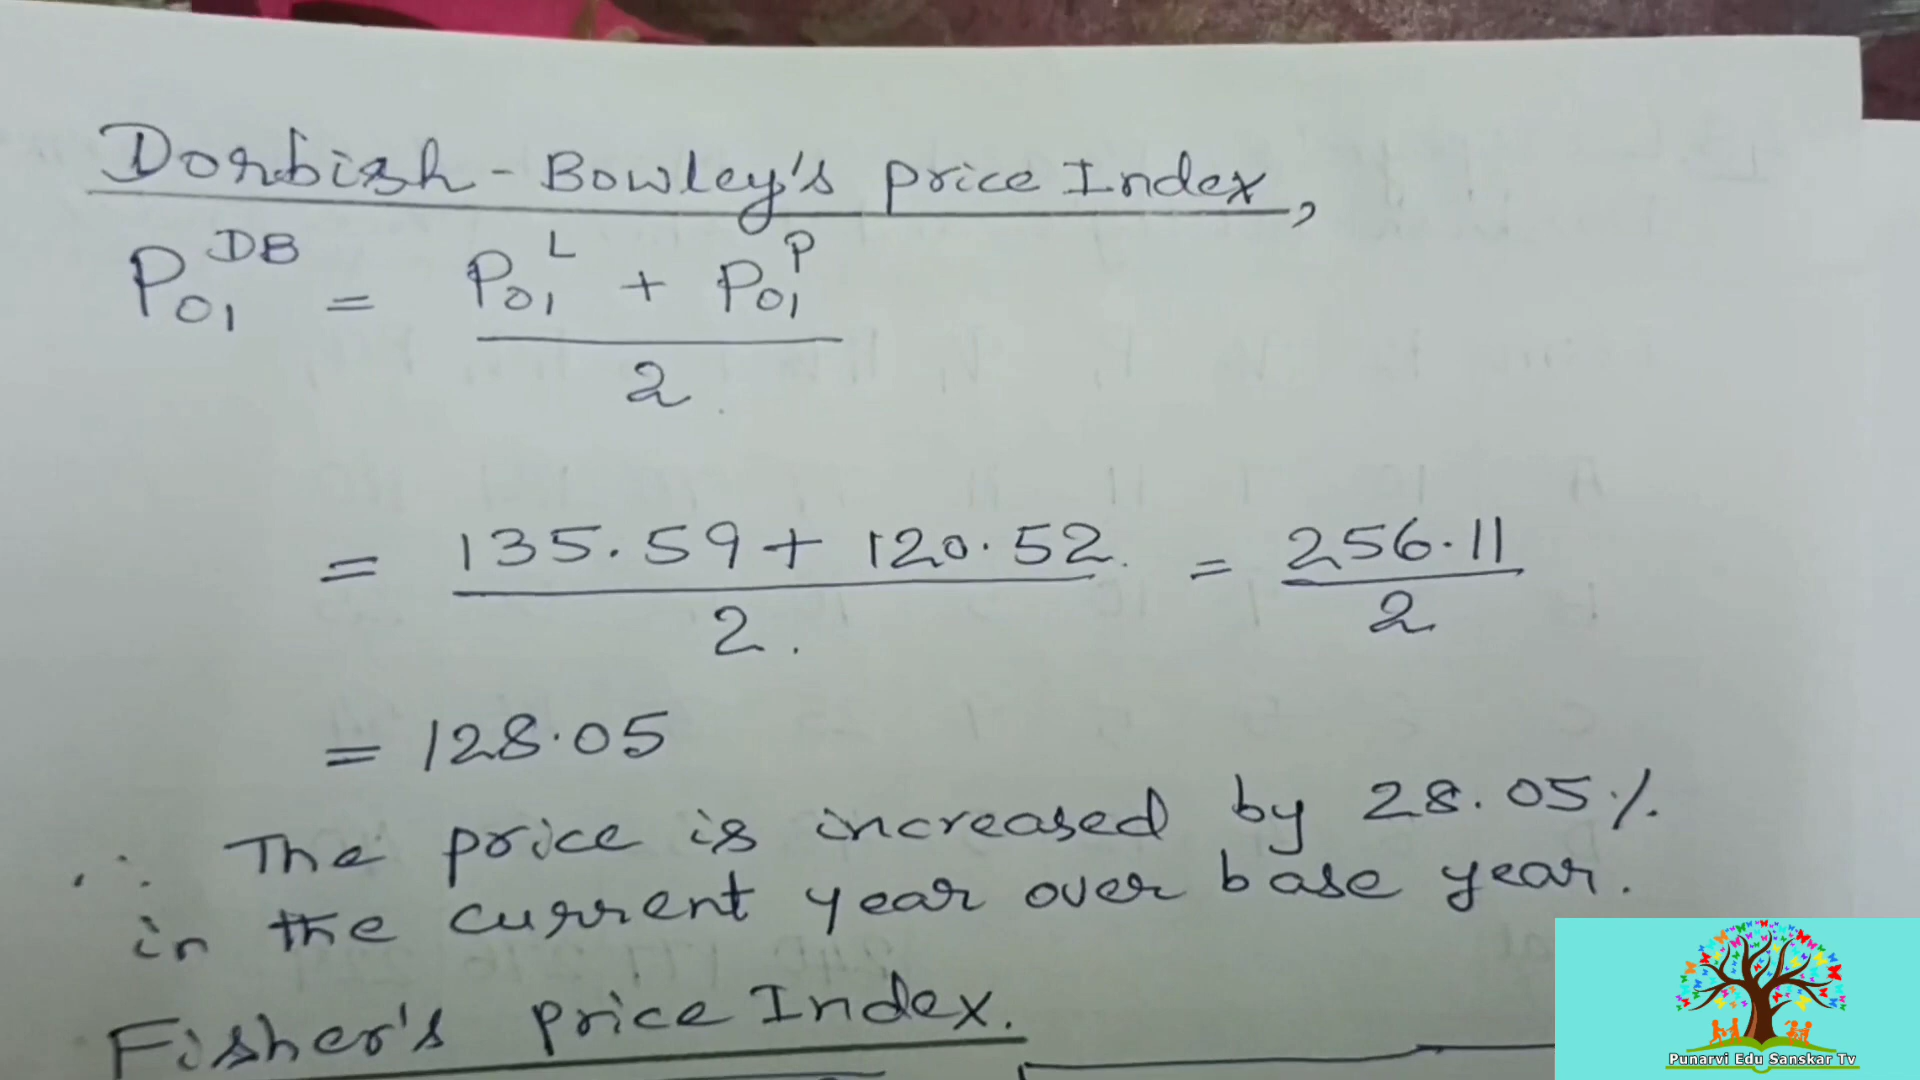 Dorbish - Bowley's price Index,
P01^DB = P01^L + P01^P / 2
= 135.59 + 120.52 / 2. = 256.11 / 2
= 128.05
∴ The price is increased by 28.05 %.
in the current year over base year.
Fisher's price Index.
Punarvi Edu Sanskar Tv